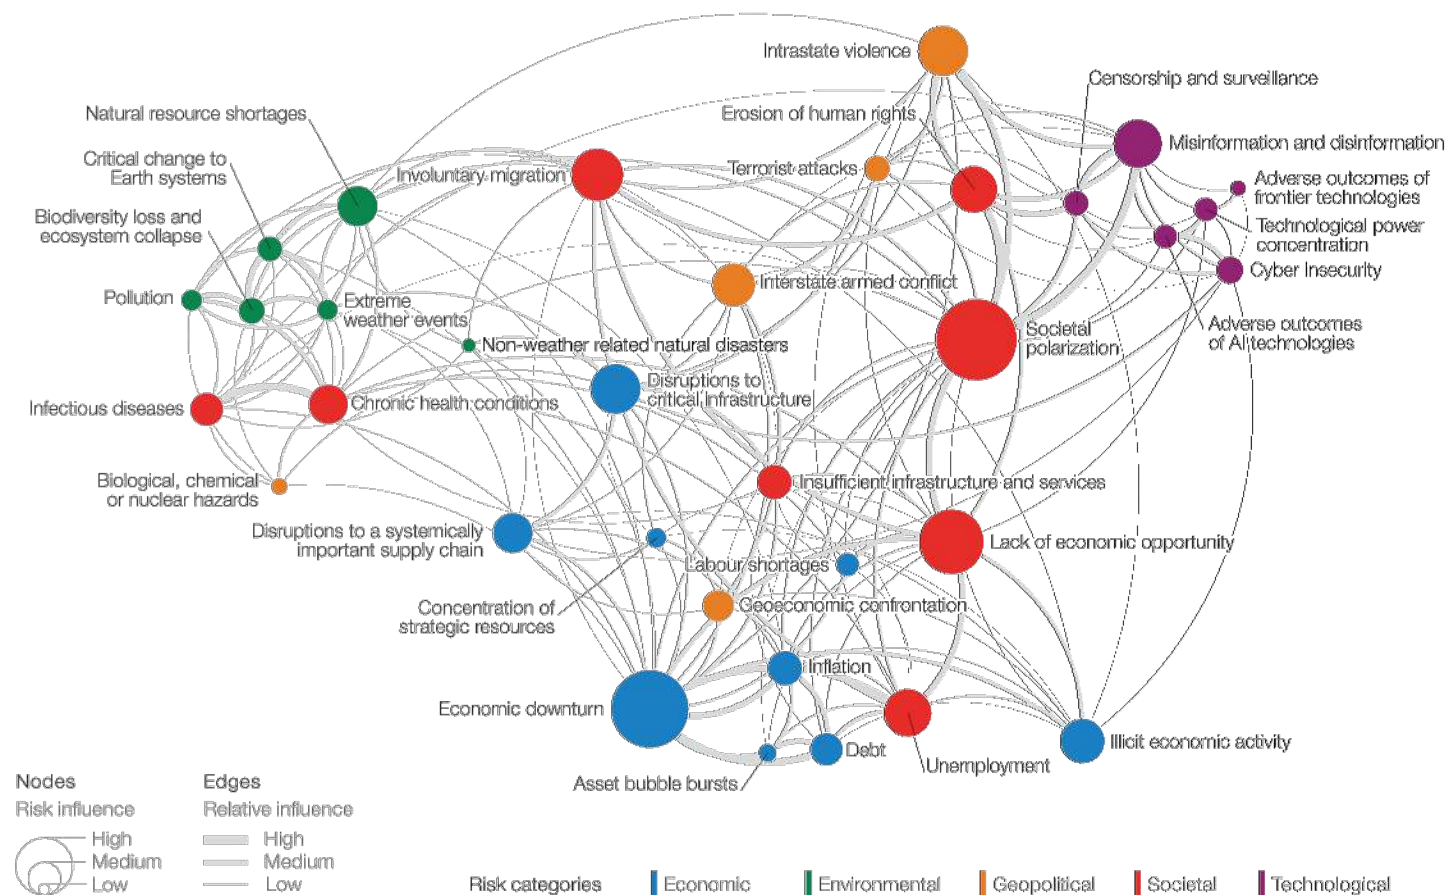 Intrastate violence
Censorship and surveillance
Natural resource shortages
Erosion of human rights
Misinformation and disinformation
Critical change to
Earth systems
Involuntary migration
Terrorist attacks
Adverse outcomes of
frontier technologies
Biodiversity loss and
ecosystem collapse
Technological power
concentration
Cyber Insecurity
Interstate armed conflict
Pollution
Extreme
weather events
Societal
polarization
Adverse outcomes
of AI technologies
Non-weather related natural disasters
Disruptions to
critical infrastructure
Infectious diseases
Chronic health conditions
Biological, chemical
or nuclear hazards
Insufficient infrastructure and services
Disruptions to a systemically
important supply chain
Lack of economic opportunity
Labour shortages
Concentration of
strategic resources
Geoeconomic confrontation
Inflation
Economic downturn
Illicit economic activity
Debt
Unemployment
Asset bubble bursts
Nodes
Risk influence
High
Medium
Low
Edges
Relative influence
High
Medium
Low
Risk categories
Economic
Environmental
Geopolitical
Societal
Technological